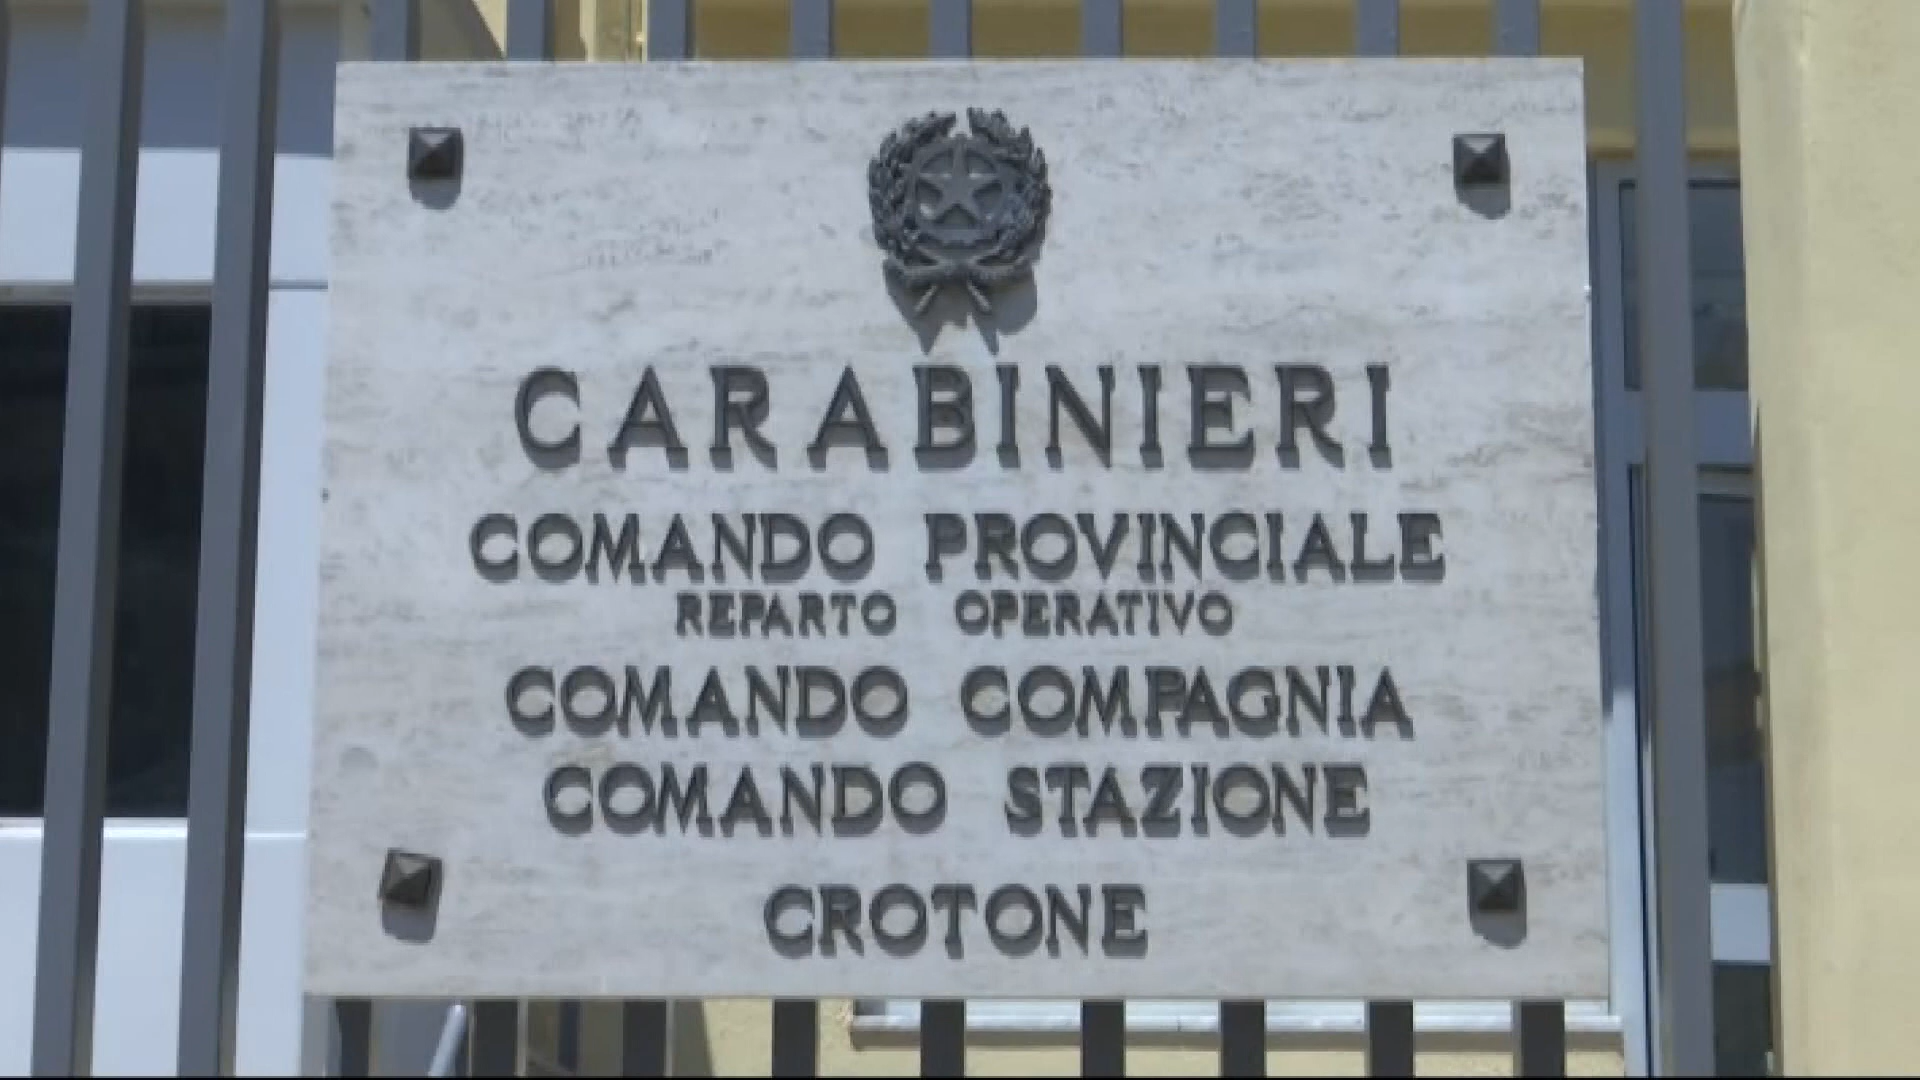 CARABINIERI
COMANDO PROVINCIALE
REPARTO OPERATIVO
COMANDO COMPAGNIA
COMANDO STAZIONE
CROTONE